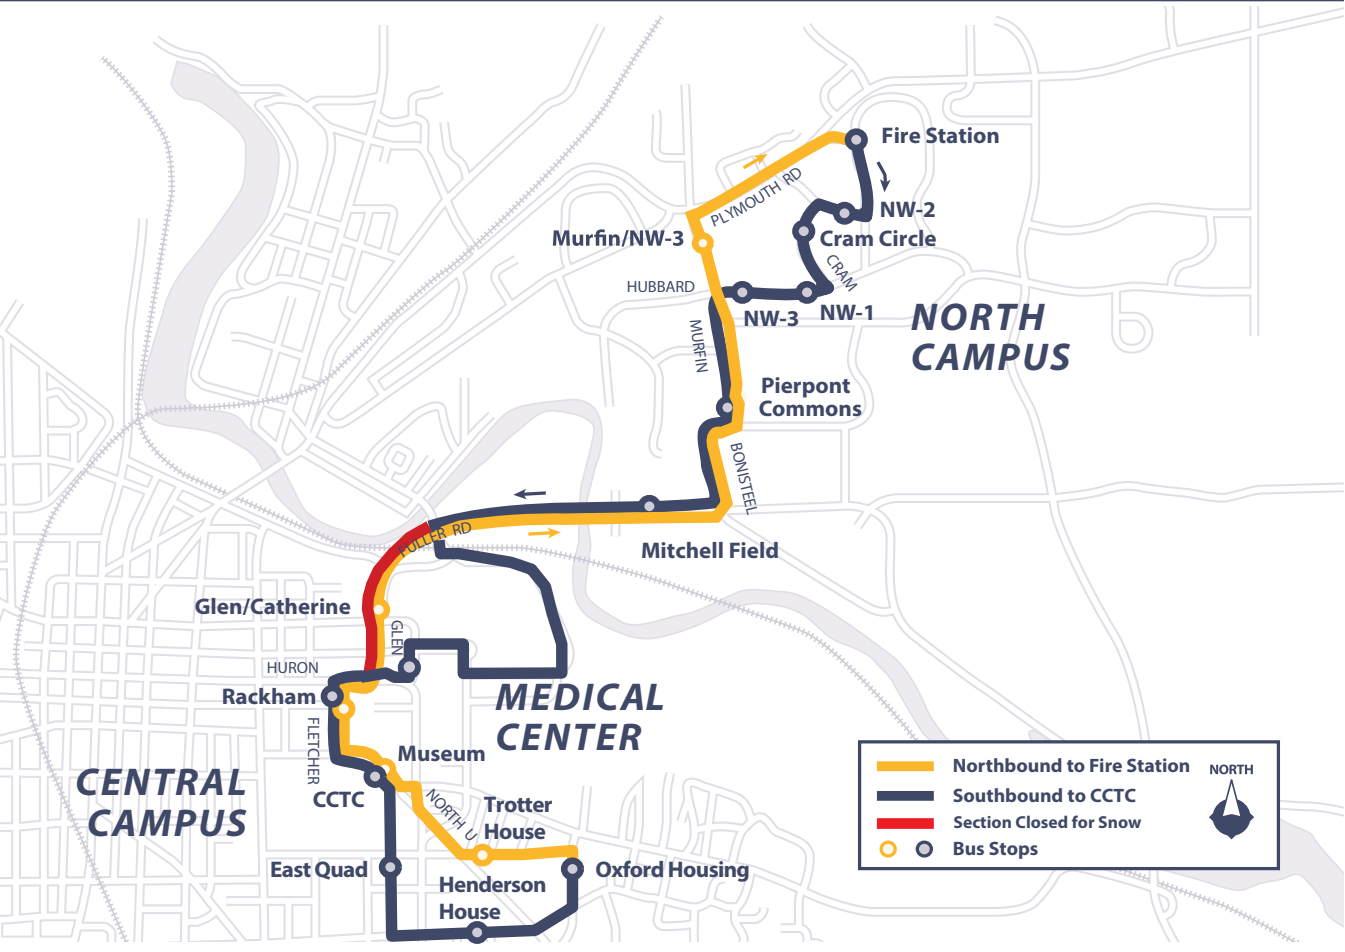 Fire Station
PLYMOUTH RD
NW-2
Murfin/NW-3
Cram Circle
CRAM
HUBBARD
NW-3
NW-1
NORTH
CAMPUS
MURFIN
Pierpont
Commons
BONISTEEL
FULLER RD
Mitchell Field
Glen/Catherine
GLEN
HURON
Rackham
MEDICAL
CENTER
FLETCHER
Museum
CENTRAL
CAMPUS
CCTC
NORTH U
Trotter
House
East Quad
Oxford Housing
Henderson
House
Northbound to Fire Station
Southbound to CCTC
Section Closed for Snow
Bus Stops
NORTH